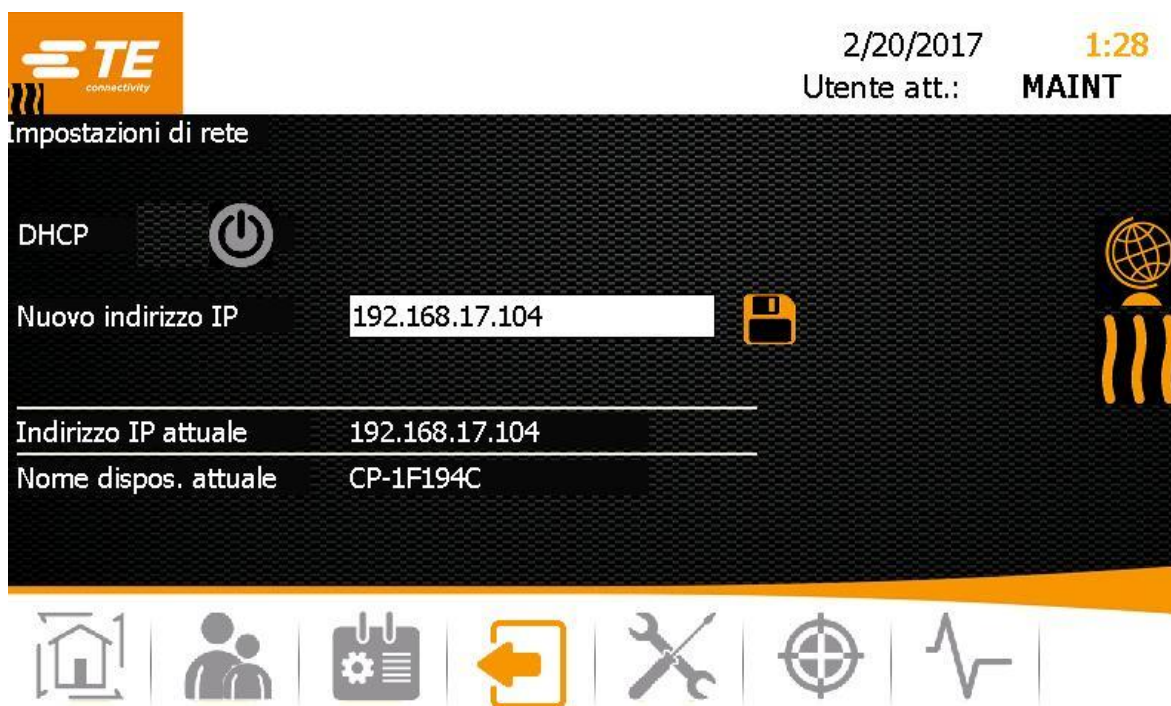 TE
connectivity
2/20/2017 1:28
Utente att.: MAINT
Impostazioni di rete
DHCP
Nuovo indirizzo IP 192.168.17.104
Indirizzo IP attuale 192.168.17.104
Nome dispos. attuale CP-1F194C